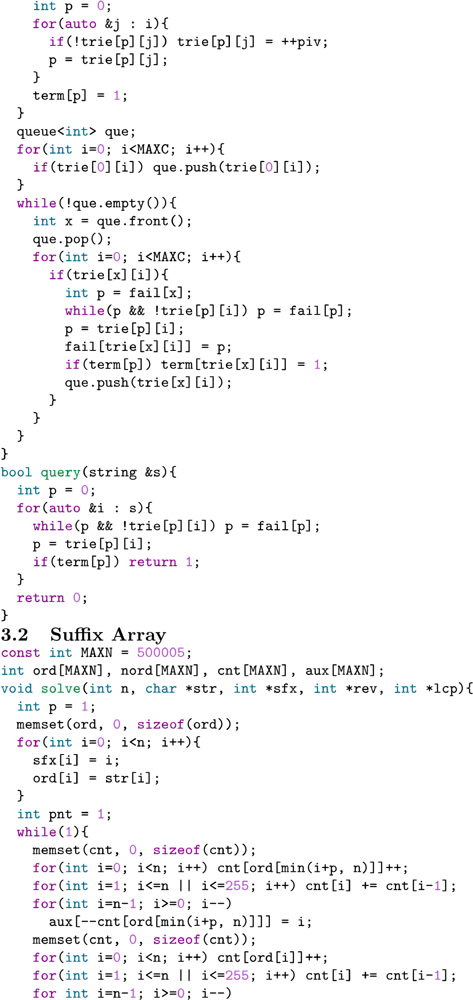 int p = 0;
    for(auto &j : i){
      if(!trie[p][j]) trie[p][j] = ++piv;
      p = trie[p][j];
    }
    term[p] = 1;
  }
  queue<int> que;
  for(int i=0; i<MAXC; i++){
    if(trie[0][i]) que.push(trie[0][i]);
  }
  while(!que.empty()){
    int x = que.front();
    que.pop();
    for(int i=0; i<MAXC; i++){
      if(trie[x][i]){
        int p = fail[x];
        while(p && !trie[p][i]) p = fail[p];
        p = trie[p][i];
        fail[trie[x][i]] = p;
        if(term[p]) term[trie[x][i]] = 1;
        que.push(trie[x][i]);
      }
    }
  }
}
bool query(string &s){
  int p = 0;
  for(auto &i : s){
    while(p && !trie[p][i]) p = fail[p];
    p = trie[p][i];
    if(term[p]) return 1;
  }
  return 0;
}
3.2 Suffix Array
const int MAXN = 500005;
int ord[MAXN], nord[MAXN], cnt[MAXN], aux[MAXN];
void solve(int n, char *str, int *sfx, int *rev, int *lcp){
  int p = 1;
  memset(ord, 0, sizeof(ord));
  for(int i=0; i<n; i++){
    sfx[i] = i;
    ord[i] = str[i];
  }
  int pnt = 1;
  while(1){
    memset(cnt, 0, sizeof(cnt));
    for(int i=0; i<n; i++) cnt[ord[min(i+p, n)]]++;
    for(int i=1; i<=n || i<=255; i++) cnt[i] += cnt[i-1];
    for(int i=n-1; i>=0; i--)
      aux[--cnt[ord[min(i+p, n)]]] = i;
    memset(cnt, 0, sizeof(cnt));
    for(int i=0; i<n; i++) cnt[ord[i]]++;
    for(int i=1; i<=n || i<=255; i++) cnt[i] += cnt[i-1];
    for int i=n-1; i>=0; i--)